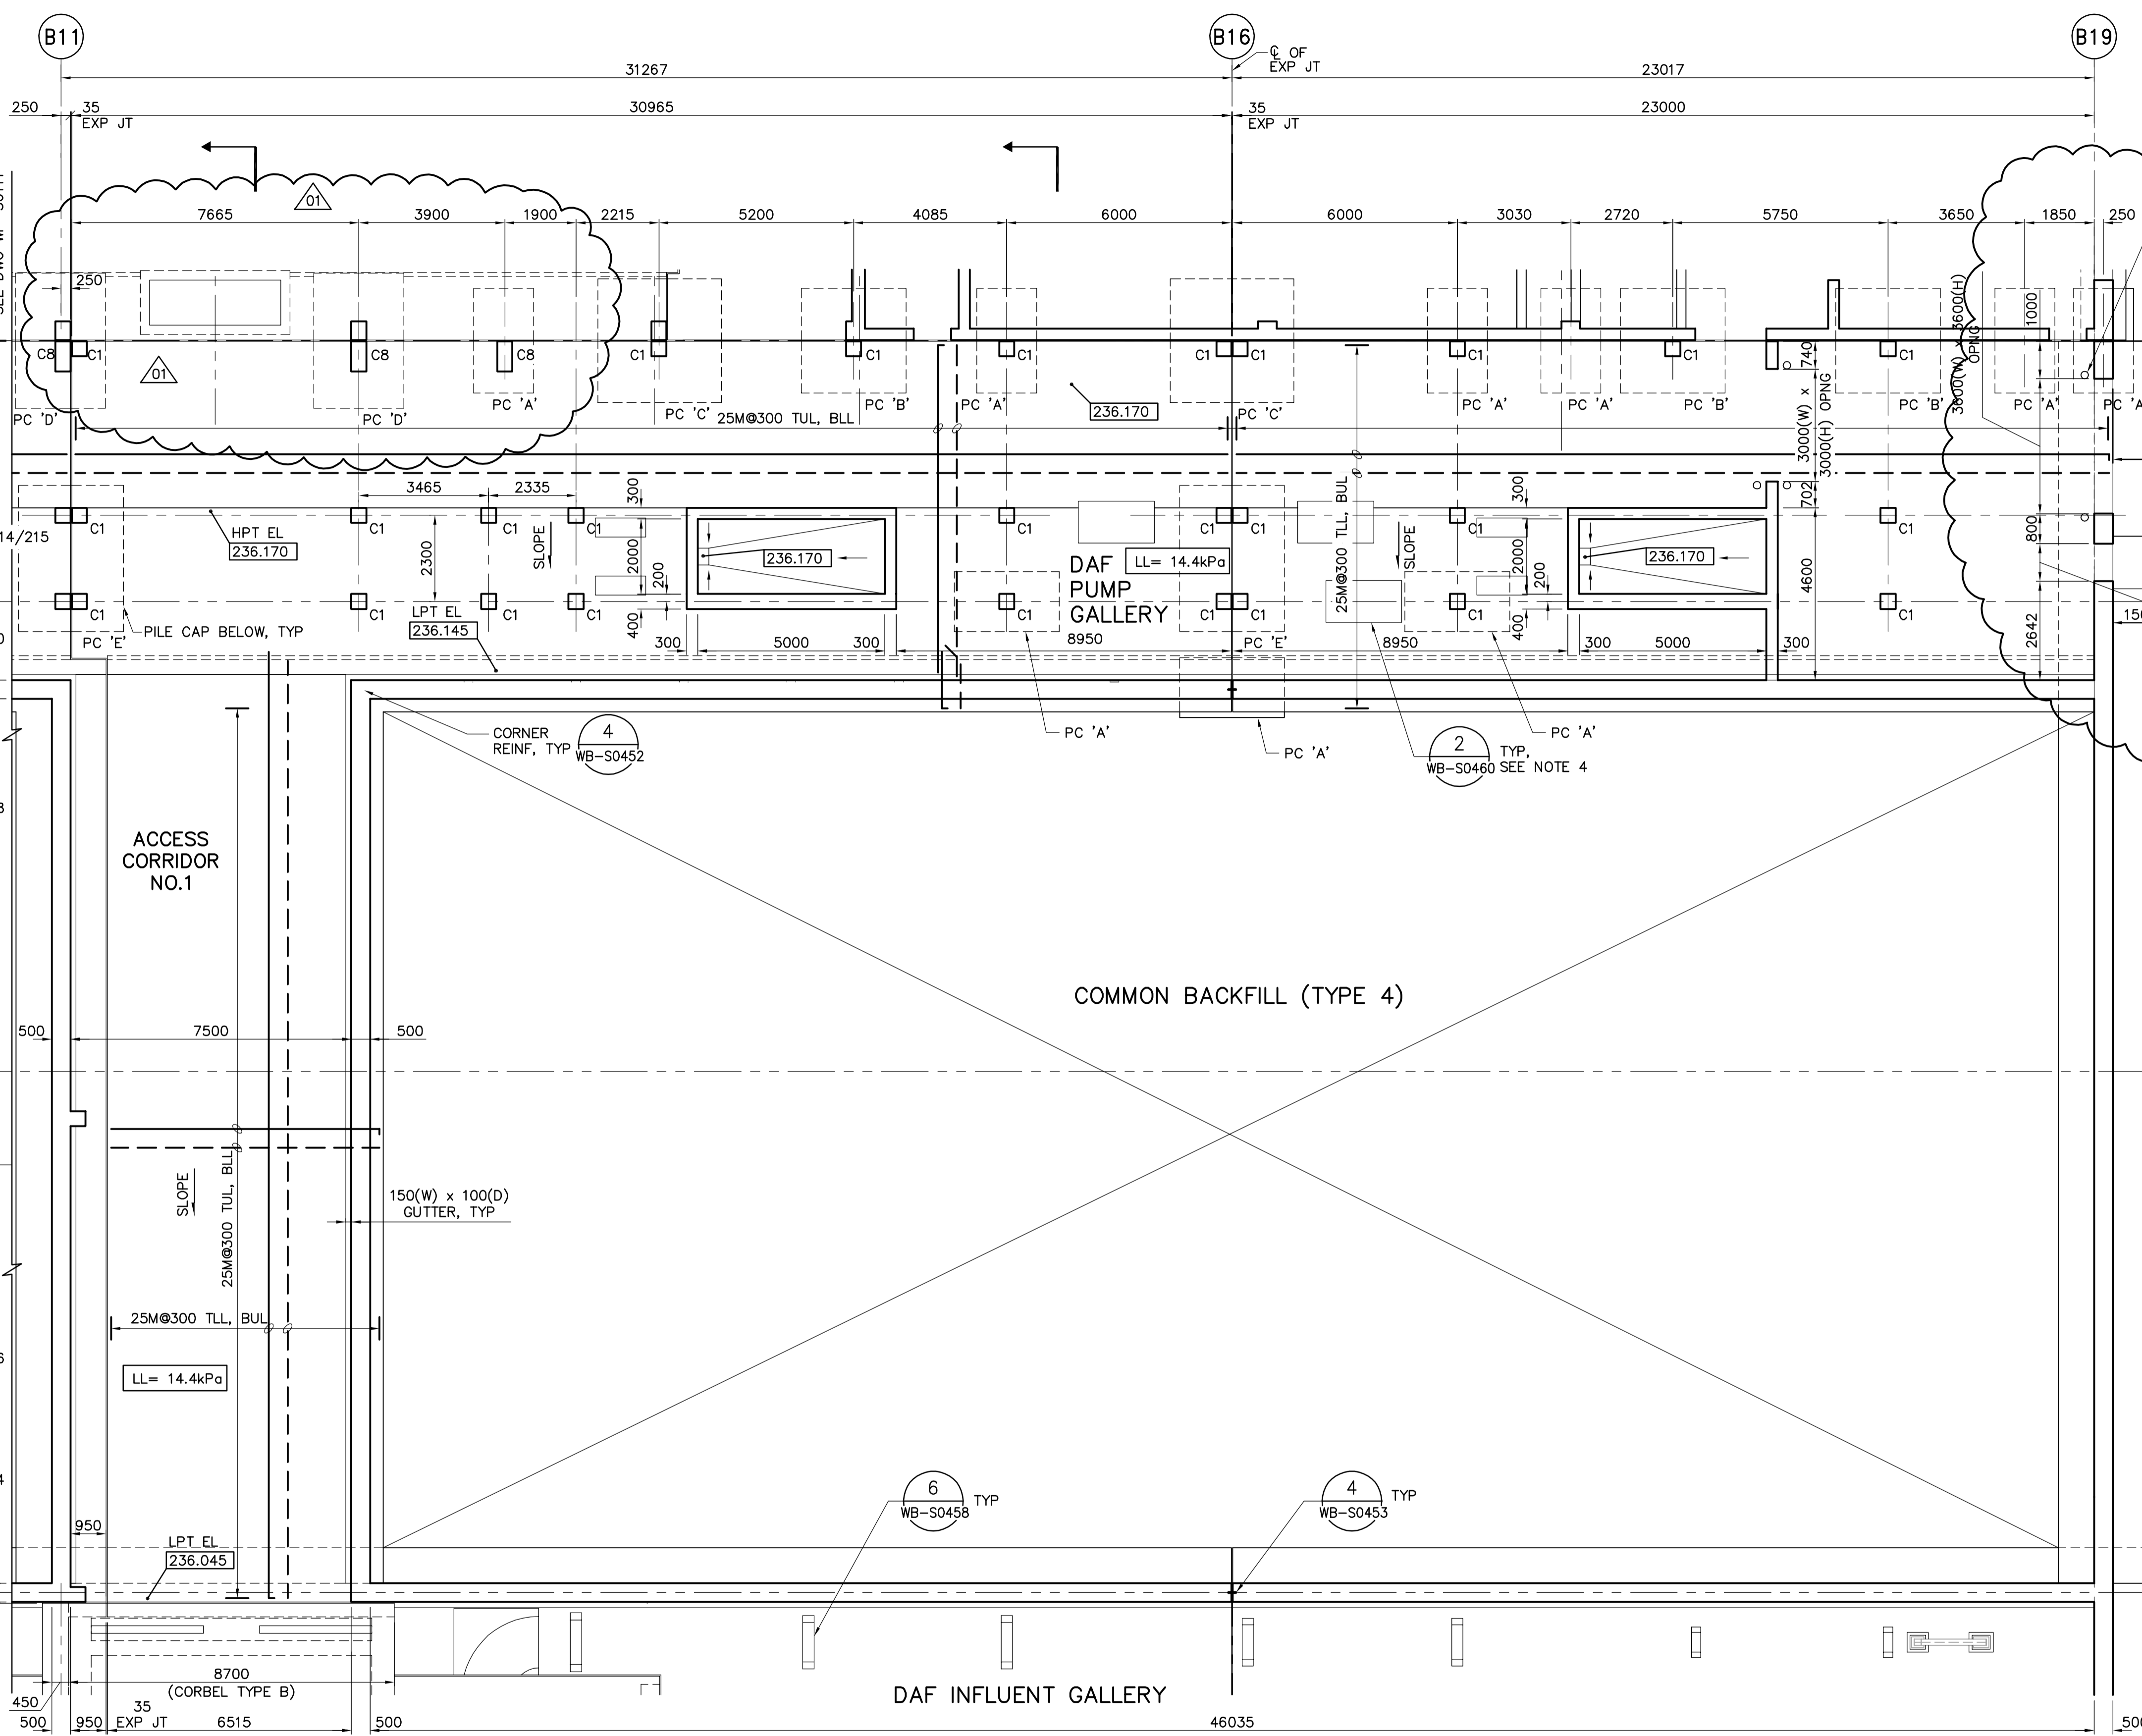 B11
B16
B19
℄ OF
EXP JT
31267
23017
250
35
EXP JT
30965
35
EXP JT
23000
01
7665
3900
1900
2215
5200
4085
6000
6000
3030
2720
5750
3650
1850
250
250
3600(W) x 3600(H)
OPNG
1000
C8
C1
C8
C8
C1
C1
C1
C1
C1
C1
C1
C1
740
01
PC 'D'
PC 'D'
PC 'A'
PC 'C'
PC 'B'
PC 'A'
236.170
PC 'C'
PC 'A'
PC 'A'
PC 'B'
PC 'B'
PC 'A'
PC 'A
25M@300 TUL, BLL
3000(W) x
3000(H) OPNG
3465
2335
300
25M@300 TLL, BUL
300
702
C1
C1
C1
C1
C1
C1
C1
C1
C1
14/215
HPT EL
236.170
2300
SLOPE
2000
236.170
DAF
PUMP
GALLERY
LL= 14.4kPa
SLOPE
2000
236.170
4600
800
200
200
C1
C1
C1
C1
C1
C1
C1
C1
C1
LPT EL
236.145
400
400
150
2642
PILE CAP BELOW, TYP
PC 'E'
300
5000
300
8950
PC 'E'
8950
300
5000
300
CORNER
REINF, TYP
4
WB-S0452
PC 'A'
PC 'A'
2
WB-S0460
TYP,
SEE NOTE 4
PC 'A'
ACCESS
CORRIDOR
NO.1
COMMON BACKFILL (TYPE 4)
500
7500
500
SLOPE
25M@300 TUL, BLL
150(W) x 100(D)
GUTTER, TYP
25M@300 TLL, BUL
LL= 14.4kPa
6
WB-S0458
TYP
4
WB-S0453
TYP
950
LPT EL
236.045
8700
(CORBEL TYPE B)
DAF INFLUENT GALLERY
450
35
EXP JT
500
950
6515
500
46035
500